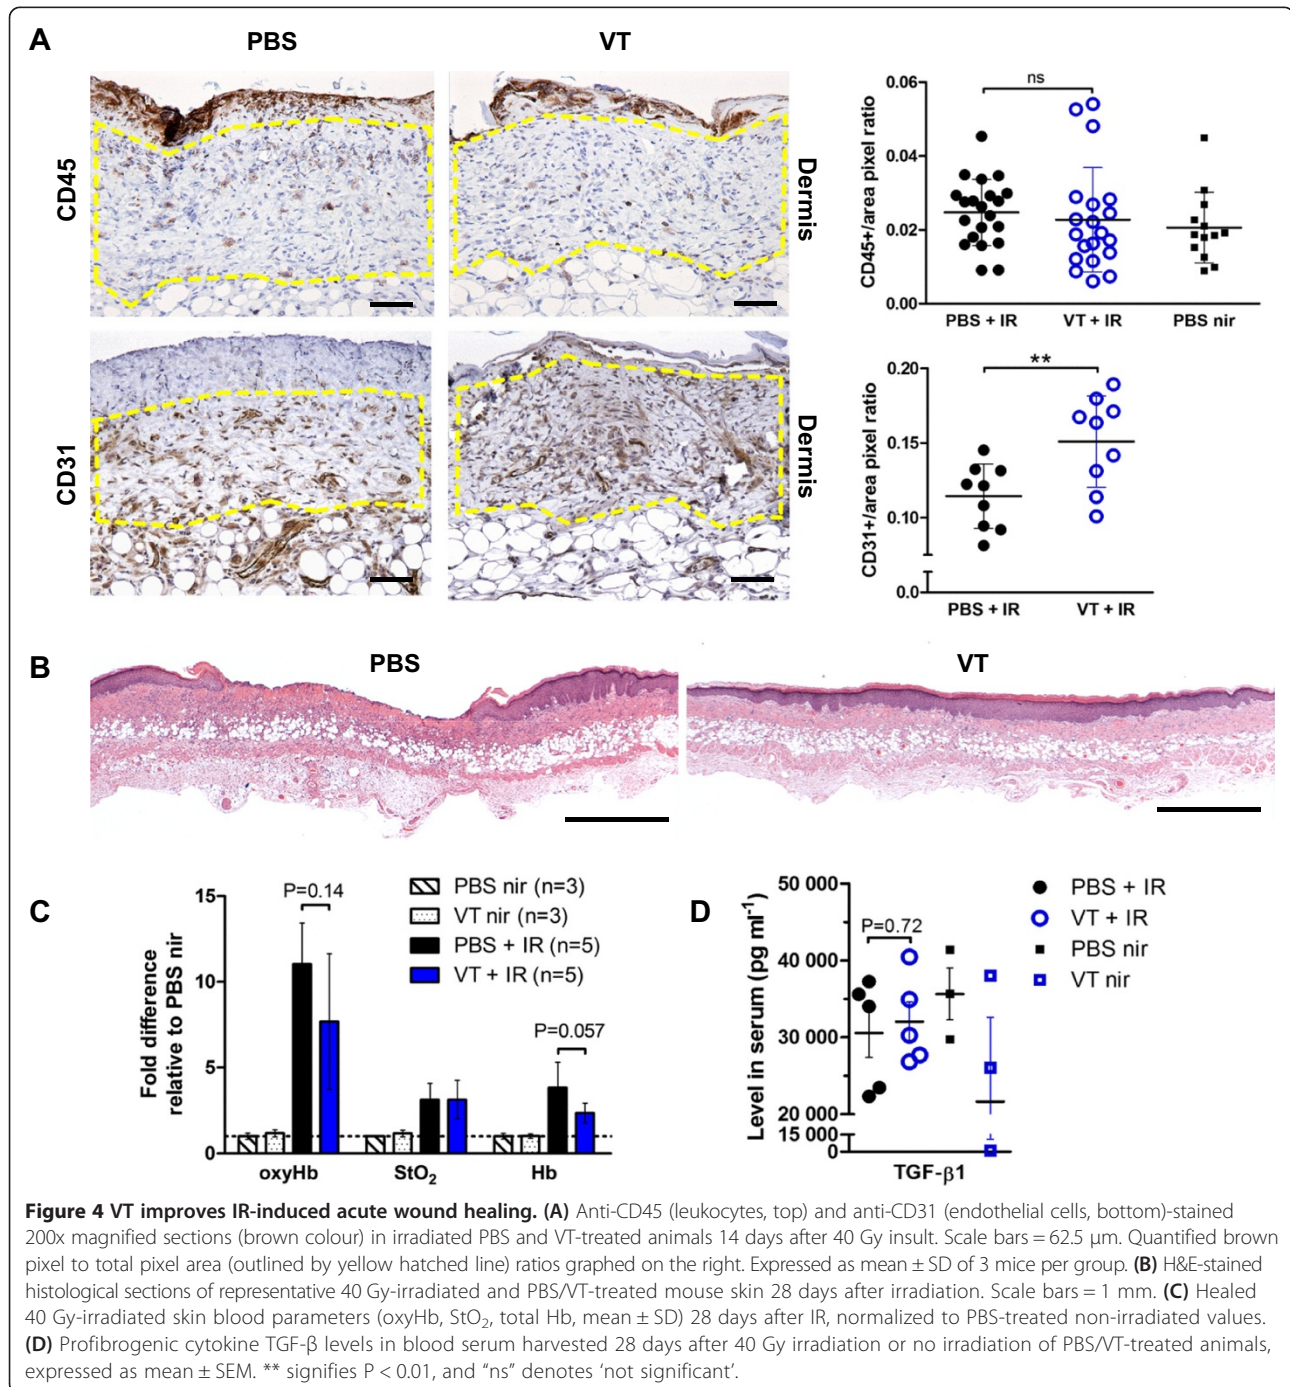 A
PBS
VT
CD45
Dermis
0.06
0.04
0.02
0.00
CD45+/area pixel ratio
ns
PBS + IR
VT + IR
PBS nir
CD31
Dermis
0.20
0.15
0.10
0.0
CD31+/area pixel ratio
**
PBS + IR
VT + IR
B
PBS
VT
C
Fold difference
relative to PBS nir
15
10
5
0
P=0.14
P=0.057
PBS nir (n=3)
VT nir (n=3)
PBS + IR (n=5)
VT + IR (n=5)
oxyHb
StO₂
Hb
D
Level in serum (pg ml⁻¹)
50 000
40 000
30 000
20 000
15 000
0
P=0.72
TGF-β1
PBS + IR
VT + IR
PBS nir
VT nir
Figure 4 VT improves IR-induced acute wound healing. (A) Anti-CD45 (leukocytes, top) and anti-CD31 (endothelial cells, bottom)-stained
200x magnified sections (brown colour) in irradiated PBS and VT-treated animals 14 days after 40 Gy insult. Scale bars = 62.5 μm. Quantified brown
pixel to total pixel area (outlined by yellow hatched line) ratios graphed on the right. Expressed as mean ± SD of 3 mice per group. (B) H&E-stained
histological sections of representative 40 Gy-irradiated and PBS/VT-treated mouse skin 28 days after irradiation. Scale bars = 1 mm. (C) Healed
40 Gy-irradiated skin blood parameters (oxyHb, StO₂, total Hb, mean ± SD) 28 days after IR, normalized to PBS-treated non-irradiated values.
(D) Profibrogenic cytokine TGF-β levels in blood serum harvested 28 days after 40 Gy irradiation or no irradiation of PBS/VT-treated animals,
expressed as mean ± SEM. ** signifies P < 0.01, and “ns” denotes ‘not significant’.